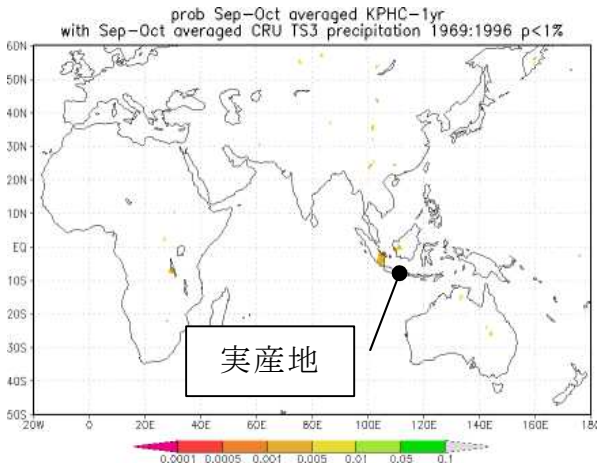 prob Sep-Oct averaged KPHC-1yr
with Sep-Oct averaged CRU TS3 precipitation 1969:1996 p<1%
60N
50N
40N
30N
20N
10N
EQ
10S
20S
30S
40S
50S
実産地
20W 0 20E 40E 60E 80E 100E 120E 140E 160E 180
0.0001 0.0005 0.001 0.005 0.01 0.05 0.1